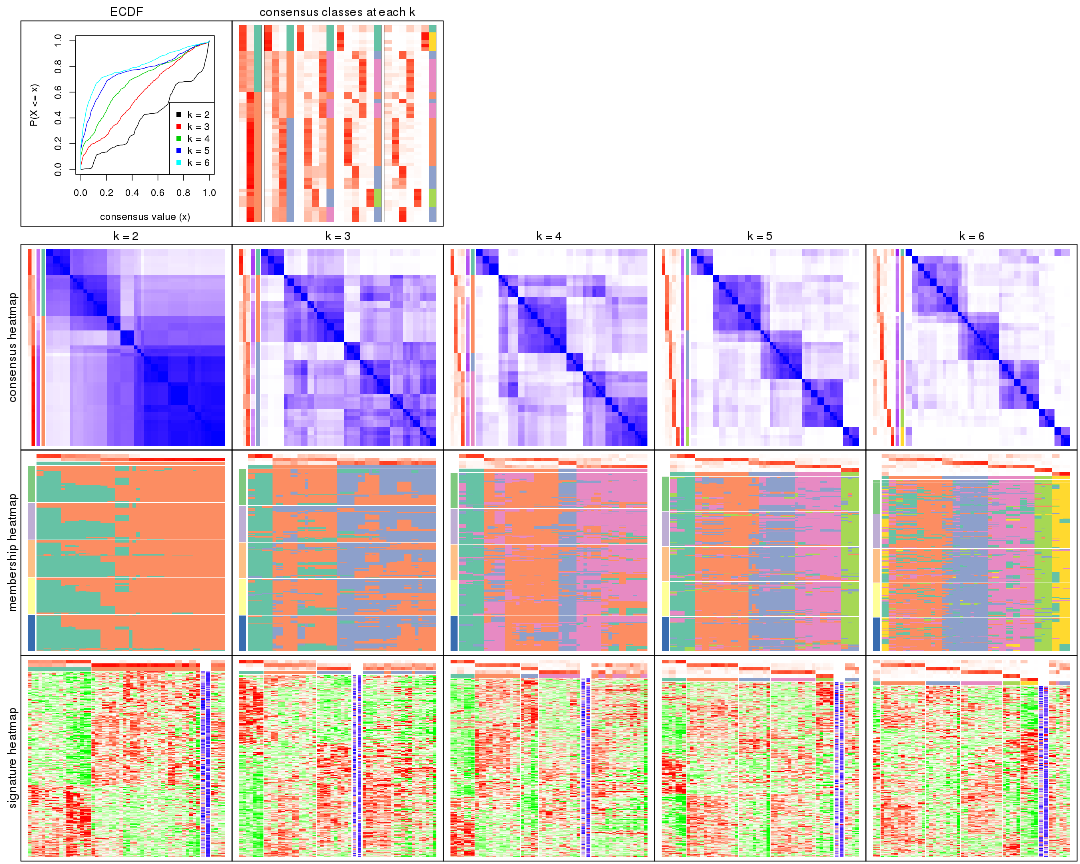 ECDF
consensus classes at each k
P(X <= x)
0.0 0.2 0.4 0.6 0.8 1.0
k = 2
k = 3
k = 4
k = 5
k = 6
0.0 0.2 0.4 0.6 0.8 1.0
consensus value (x)
k = 2 k = 3 k = 4 k = 5 k = 6
consensus heatmap
membership heatmap
signature heatmap